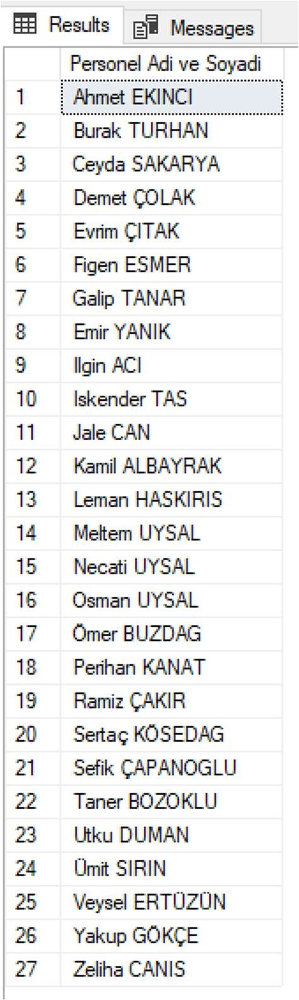 Results Messages
Personel Adi ve Soyadi
1 Ahmet EKINCI
2 Burak TURHAN
3 Ceyda SAKARYA
4 Demet ÇOLAK
5 Evrim ÇITAK
6 Figen ESMER
7 Galip TANAR
8 Emir YANIK
9 Ilgin ACI
10 Iskender TAS
11 Jale CAN
12 Kamil ALBAYRAK
13 Leman HASKIRIS
14 Meltem UYSAL
15 Necati UYSAL
16 Osman UYSAL
17 Ömer BUZDAG
18 Perihan KANAT
19 Ramiz ÇAKIR
20 Sertaç KÖSEDAG
21 Sefik ÇAPANOGLU
22 Taner BOZOKLU
23 Utku DUMAN
24 Ümit SIRIN
25 Veysel ERTÜZÜN
26 Yakup GÖKÇE
27 Zeliha CANIS